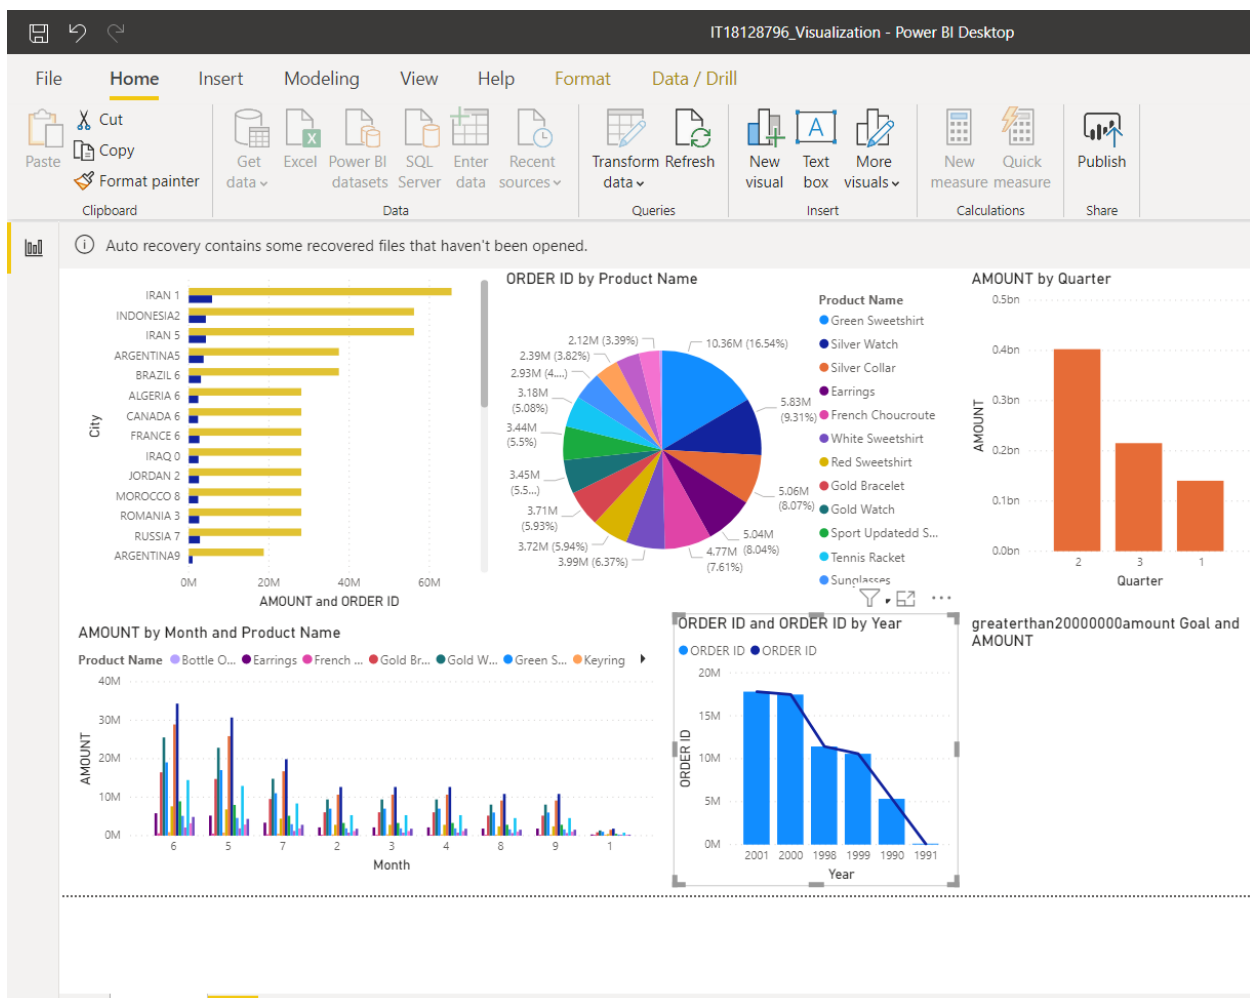 IT18128796_Visualization - Power BI Desktop
File Home Insert Modeling View Help Format Data / Drill
Paste
Cut
Copy
Format painter
Clipboard
Get data
Excel
Power BI datasets
SQL Server
Enter data
Recent sources
Data
Transform data
Refresh
Queries
New visual
Text box
More visuals
Insert
New measure
Quick measure
Calculations
Publish
Share
Auto recovery contains some recovered files that haven't been opened.
City
IRAN 1
INDONESIA2
IRAN 5
ARGENTINA5
BRAZIL 6
ALGERIA 6
CANADA 6
FRANCE 6
IRAQ 0
JORDAN 2
MOROCCO 8
ROMANIA 3
RUSSIA 7
ARGENTINA9
0M 20M 40M 60M
AMOUNT and ORDER ID
ORDER ID by Product Name
10.36M (16.54%)
5.83M
(9.31%)
5.06M
(8.07%)
5.04M
(8.04%)
4.77M
(7.61%)
3.99M (6.37%)
3.72M (5.94%)
3.71M
(5.93%)
3.45M
(5.5...)
3.44M
(5.5%)
3.18M
(5.08%)
2.93M (4....)
2.39M (3.82%)
2.12M (3.39%)
Product Name
Green Sweetshirt
Silver Watch
Silver Collar
Earrings
French Choucroute
White Sweetshirt
Red Sweetshirt
Gold Bracelet
Gold Watch
Sport Updatedd S...
Tennis Racket
Sunglasses
AMOUNT by Quarter
AMOUNT
0.5bn
0.4bn
0.3bn
0.2bn
0.1bn
0.0bn
2 3 1
Quarter
AMOUNT by Month and Product Name
Product Name Bottle O... Earrings French ... Gold Br... Gold W... Green S... Keyring
AMOUNT
40M
30M
20M
10M
0M
6 5 7 2 3 4 8 9 1
Month
ORDER ID and ORDER ID by Year
ORDER ID ORDER ID
ORDER ID
20M
15M
10M
5M
0M
2001 2000 1998 1999 1990 1991
Year
greaterthan20000000amount Goal and
AMOUNT